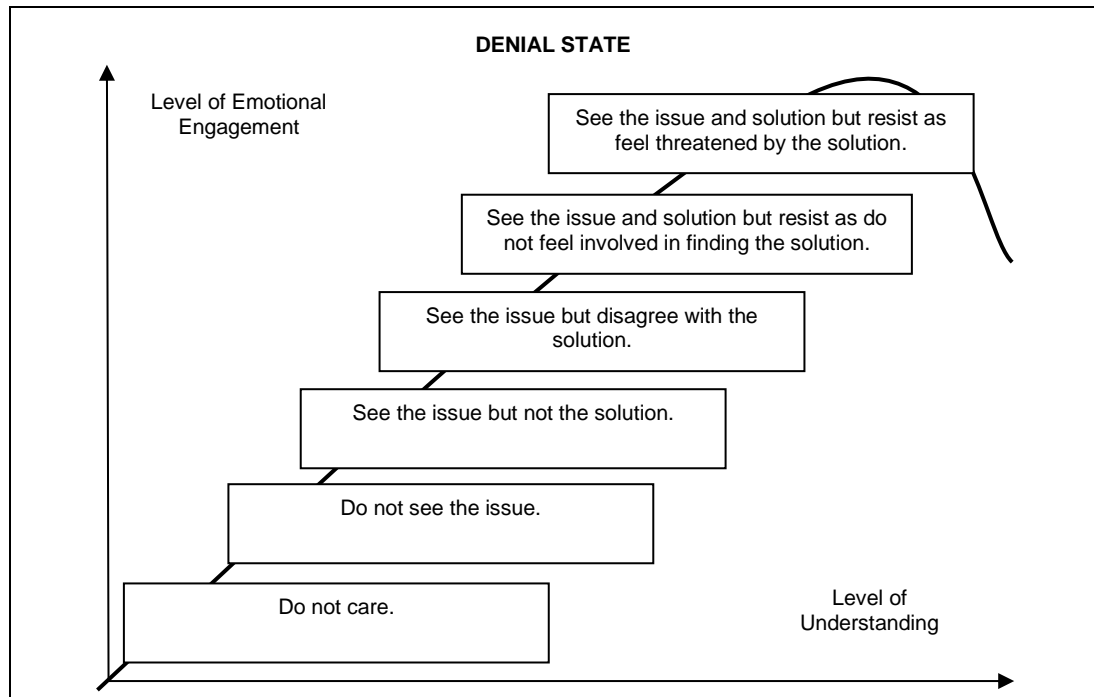 DENIAL STATE
Level of Emotional
Engagement
See the issue and solution but resist as
feel threatened by the solution.
See the issue and solution but resist as do
not feel involved in finding the solution.
See the issue but disagree with the
solution.
See the issue but not the solution.
Do not see the issue.
Do not care.
Level of
Understanding